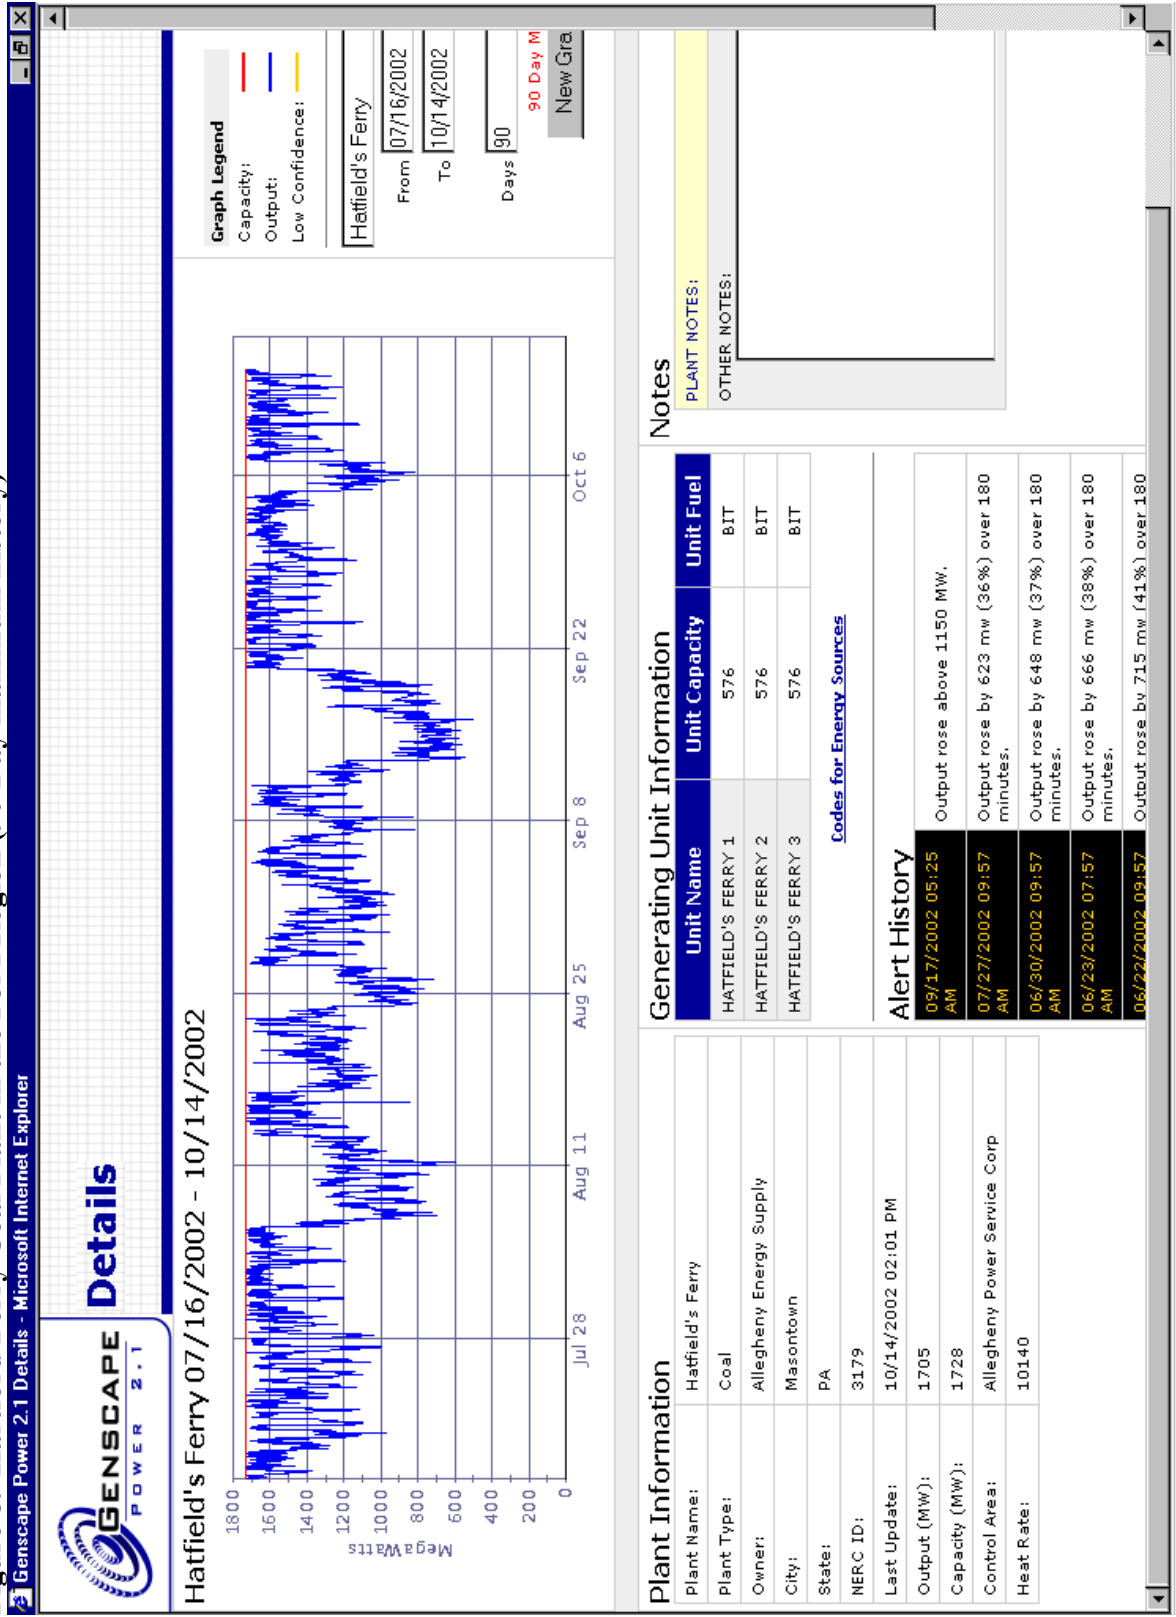 Genscape Power 2.1 Details - Microsoft Internet Explorer
GENSCAPE
POWER 2.1
Details
Hatfield's Ferry 07/16/2002 - 10/14/2002
MegaWatts
1800
1600
1400
1200
1000
800
600
400
200
0
Jul 28
Aug 11
Aug 25
Sep 8
Sep 22
Oct 6
Graph Legend
Capacity:
Output:
Low Confidence:
Hatfield's Ferry
From 07/16/2002
To 10/14/2002
Days 90
90 Day M
New Gra
Plant Information
Plant Name: Hatfield's Ferry
Plant Type: Coal
Owner: Allegheny Energy Supply
City: Masontown
State: PA
NERC ID: 3179
Last Update: 10/14/2002 02:01 PM
Output (MW): 1705
Capacity (MW): 1728
Control Area: Allegheny Power Service Corp
Heat Rate: 10140
Generating Unit Information
Unit Name Unit Capacity Unit Fuel
HATFIELD'S FERRY 1 576 BIT
HATFIELD'S FERRY 2 576 BIT
HATFIELD'S FERRY 3 576 BIT
Codes for Energy Sources
Alert History
09/17/2002 05:25 AM Output rose above 1150 MW.
07/27/2002 09:57 AM Output rose by 623 mw (36%) over 180 minutes.
06/30/2002 09:57 AM Output rose by 648 mw (37%) over 180 minutes.
06/23/2002 07:57 AM Output rose by 666 mw (38%) over 180 minutes.
06/22/2002 09:57 Output rose by 715 mw (41%) over 180
Notes
PLANT NOTES:
OTHER NOTES: